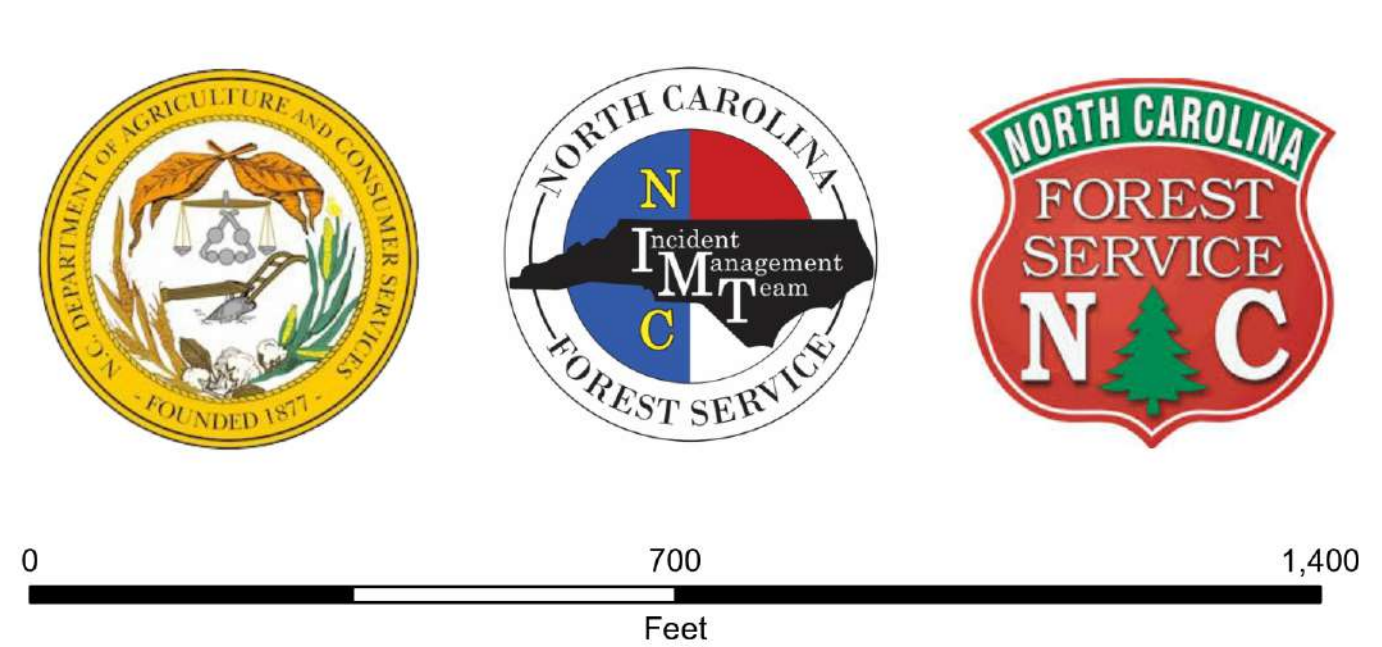 N.C. DEPARTMENT OF AGRICULTURE AND CONSUMER SERVICES
- FOUNDED 1877 -
NORTH CAROLINA
N
Incident
Management
Team
C
FOREST SERVICE
NORTH CAROLINA
FOREST
SERVICE
N C
0 700 1,400
Feet